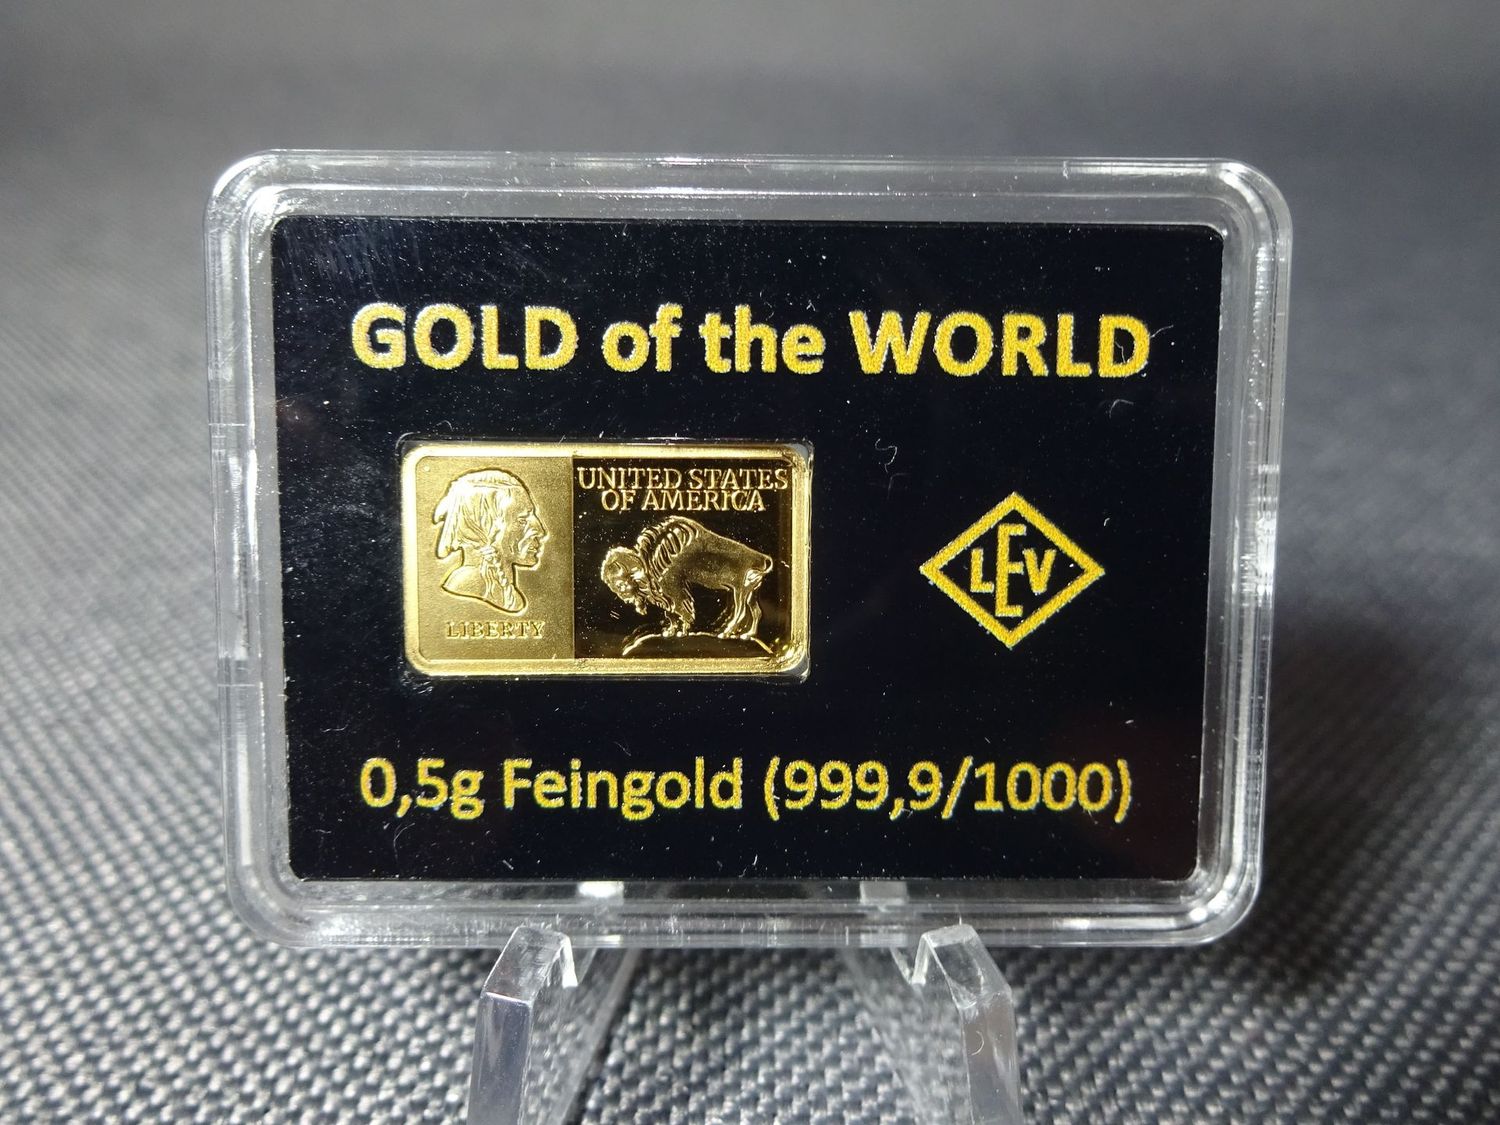 GOLD of the WORLD
UNITED STATES
OF AMERICA
LIBERTY
LEV
0,5g Feingold (999,9/1000)